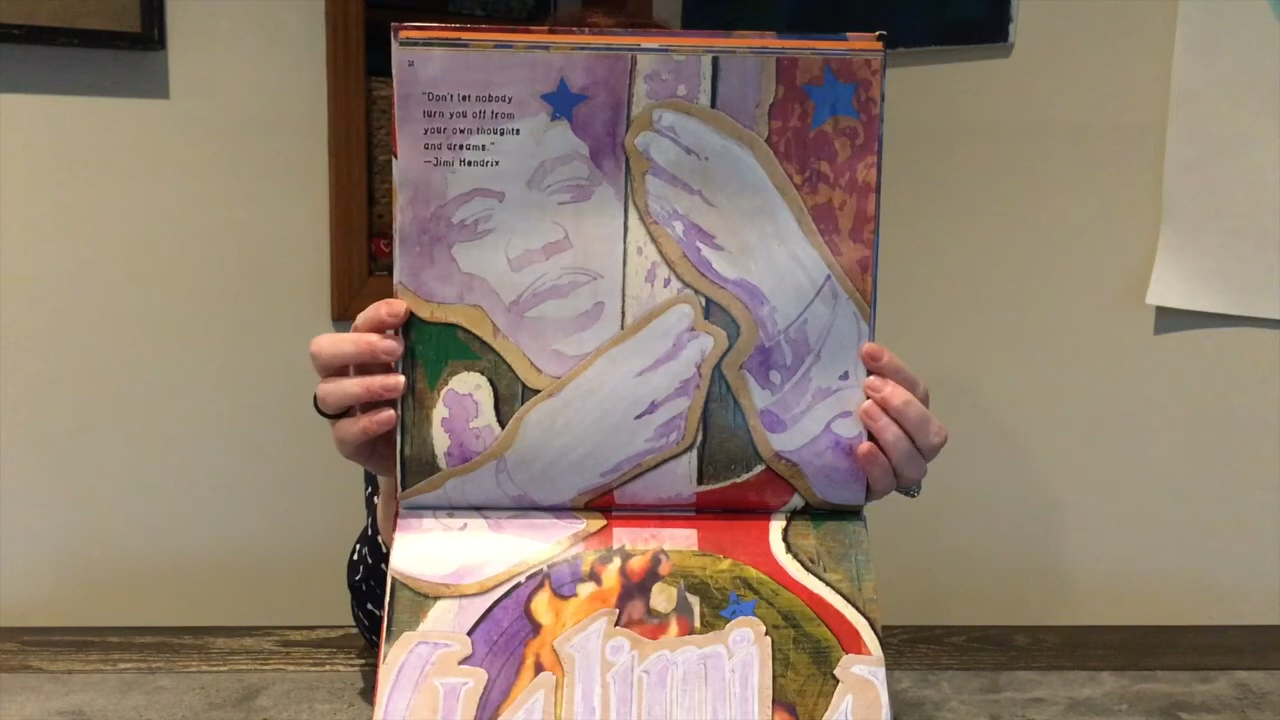 "Don't let nobody
turn you off from
your own thoughts
and dreams."
—Jimi Hendrix
Jimi